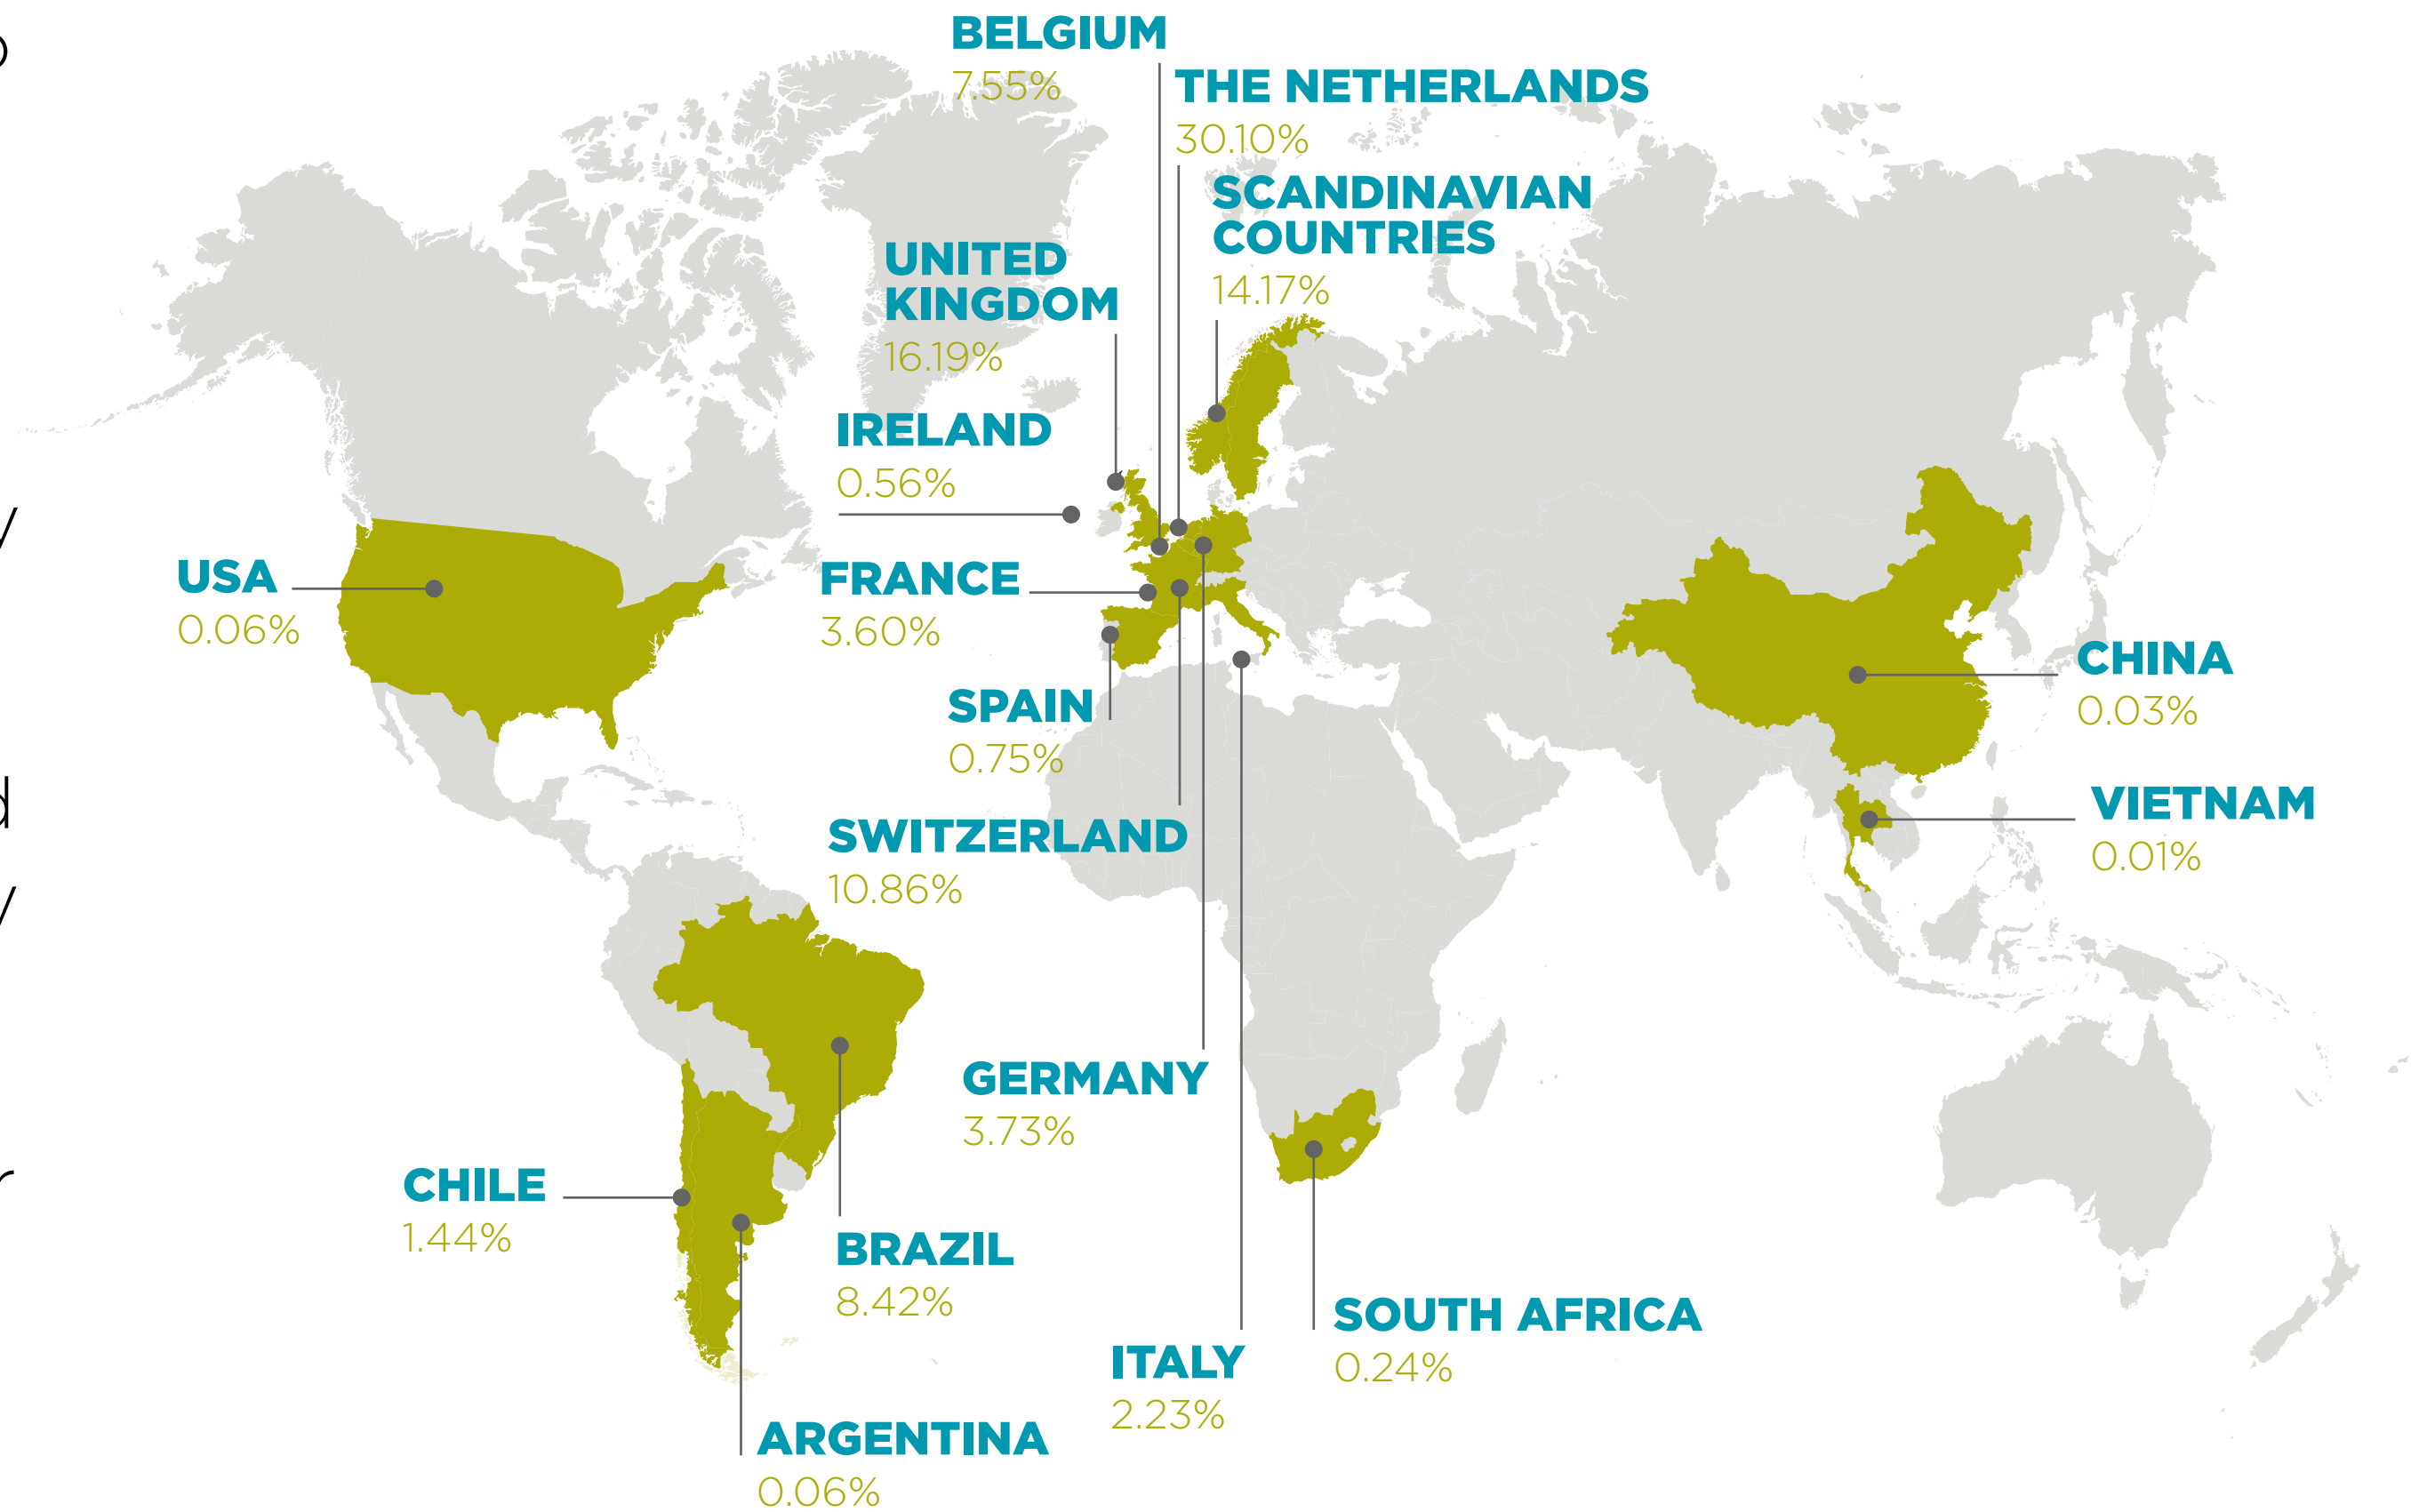 BELGIUM
7.55%
THE NETHERLANDS
30.10%
SCANDINAVIAN
COUNTRIES
14.17%
UNITED
KINGDOM
16.19%
IRELAND
0.56%
USA
0.06%
FRANCE
3.60%
SPAIN
0.75%
CHINA
0.03%
VIETNAM
0.01%
SWITZERLAND
10.86%
GERMANY
3.73%
CHILE
1.44%
BRAZIL
8.42%
SOUTH AFRICA
0.24%
ITALY
2.23%
ARGENTINA
0.06%